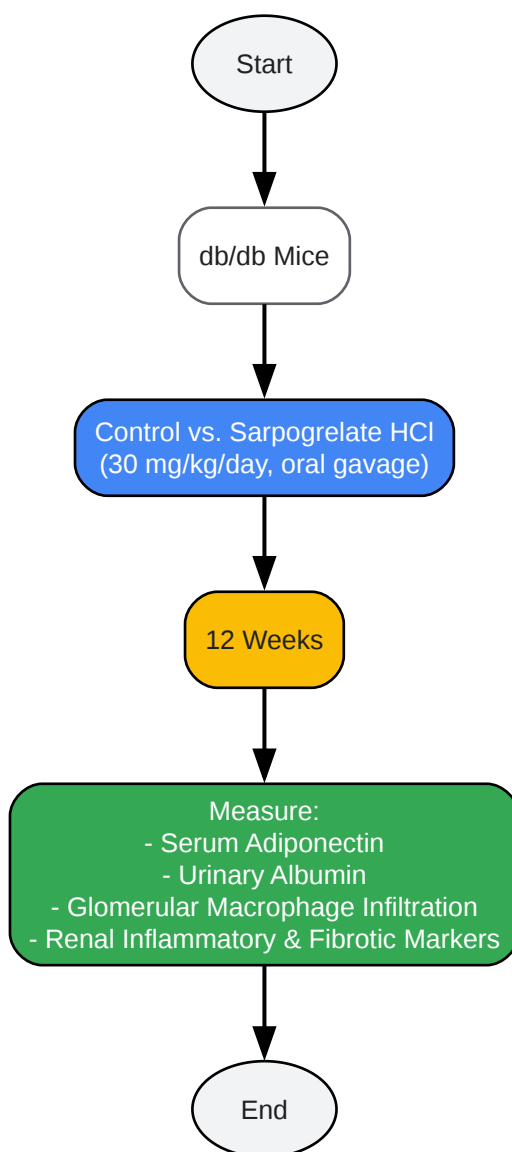 Start
db/db Mice
Control vs. Sarpogrelate HCl
(30 mg/kg/day, oral gavage)
12 Weeks
Measure:
- Serum Adiponectin
- Urinary Albumin
- Glomerular Macrophage Infiltration
- Renal Inflammatory & Fibrotic Markers
End